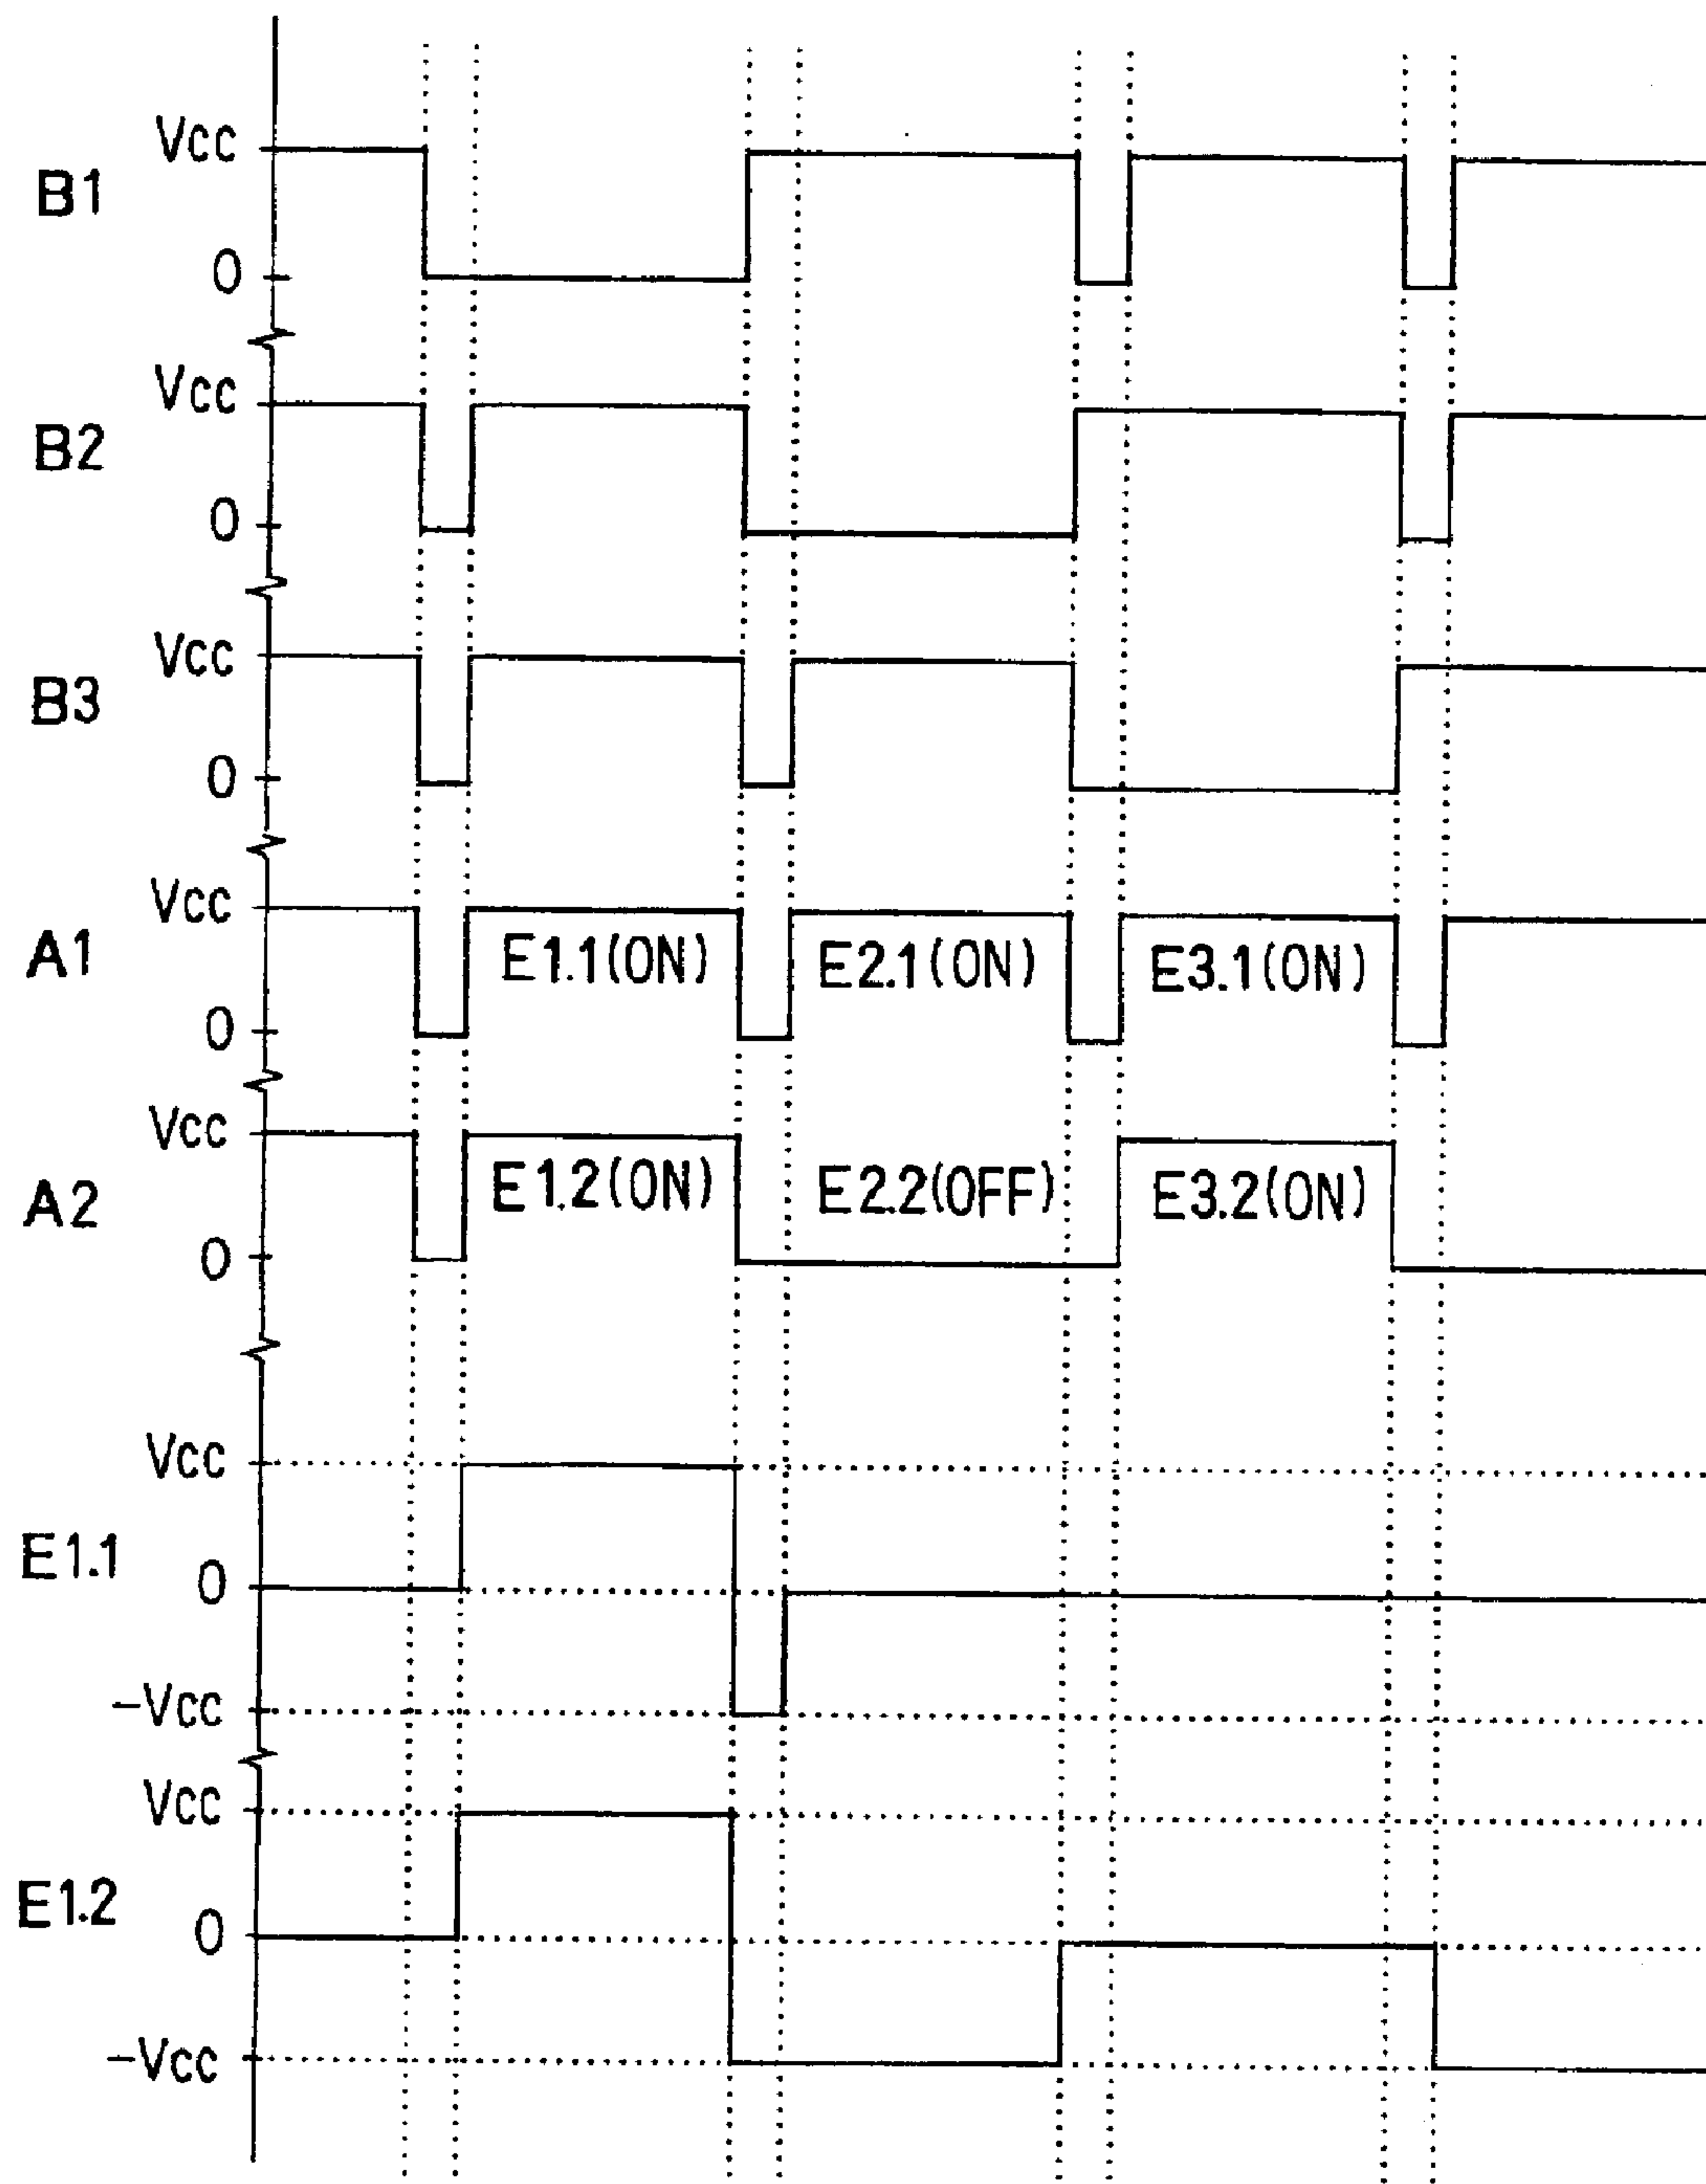 Vcc
B1
0
Vcc
B2
0
Vcc
B3
0
Vcc
A1 E1.1(ON) E2.1(ON) E3.1(ON)
0
Vcc
A2 E1.2(ON) E2.2(OFF) E3.2(ON)
0
Vcc
E1.1
0
-Vcc
Vcc
E1.2
0
-Vcc